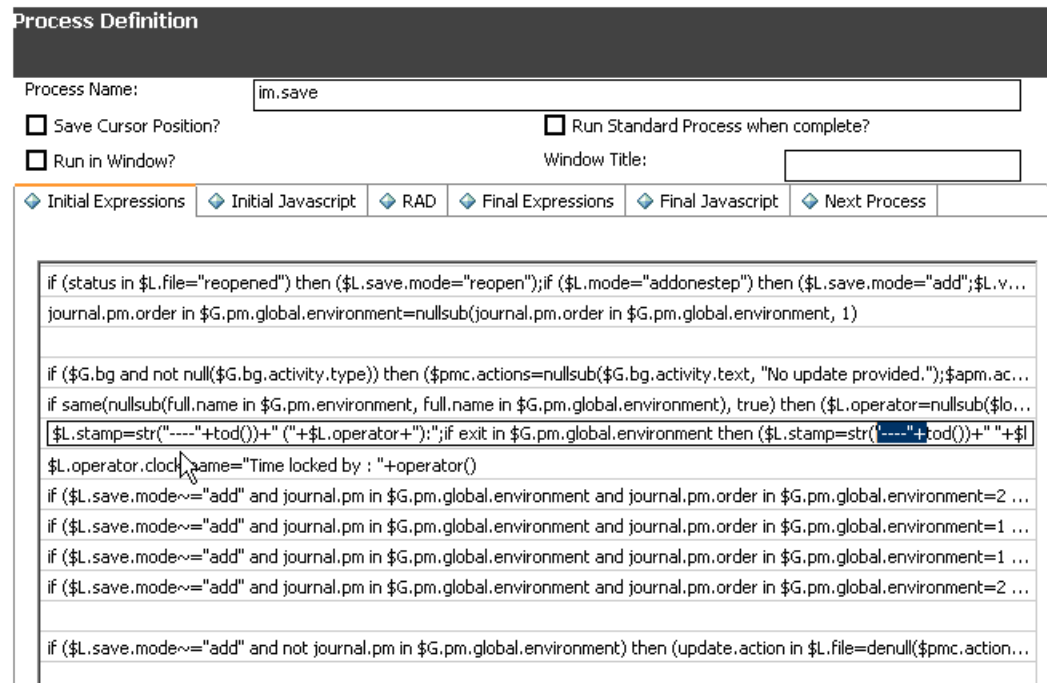 Process Definition
Process Name: im.save
Save Cursor Position? Run Standard Process when complete?
Run in Window? Window Title:
Initial Expressions Initial Javascript RAD Final Expressions Final Javascript Next Process
if (status in $L.file="reopened") then ($L.save.mode="reopen");if ($L.mode="addonestep") then ($L.save.mode="add";$L.v...
journal.pm.order in $G.pm.global.environment=nullsub(journal.pm.order in $G.pm.global.environment, 1)
if ($G.bg and not null($G.bg.activity.type)) then ($pmc.actions=nullsub($G.bg.activity.text, "No update provided.");$apm.ac...
if same(nullsub(full.name in $G.pm.environment, full.name in $G.pm.global.environment), true) then ($L.operator=nullsub($lo...
$L.stamp=str("----"+tod())+" ("+$L.operator+"):";if exit in $G.pm.global.environment then ($L.stamp=str("----"+tod())+" "+$l
$L.operator.clock.name="Time locked by : "+operator()
if ($L.save.mode~="add" and journal.pm in $G.pm.global.environment and journal.pm.order in $G.pm.global.environment=2 ...
if ($L.save.mode~="add" and journal.pm in $G.pm.global.environment and journal.pm.order in $G.pm.global.environment=1 ...
if ($L.save.mode~="add" and journal.pm in $G.pm.global.environment and journal.pm.order in $G.pm.global.environment=1 ...
if ($L.save.mode~="add" and journal.pm in $G.pm.global.environment and journal.pm.order in $G.pm.global.environment=2 ...
if ($L.save.mode~="add" and not journal.pm in $G.pm.global.environment) then (update.action in $L.file=denull($pmc.action...